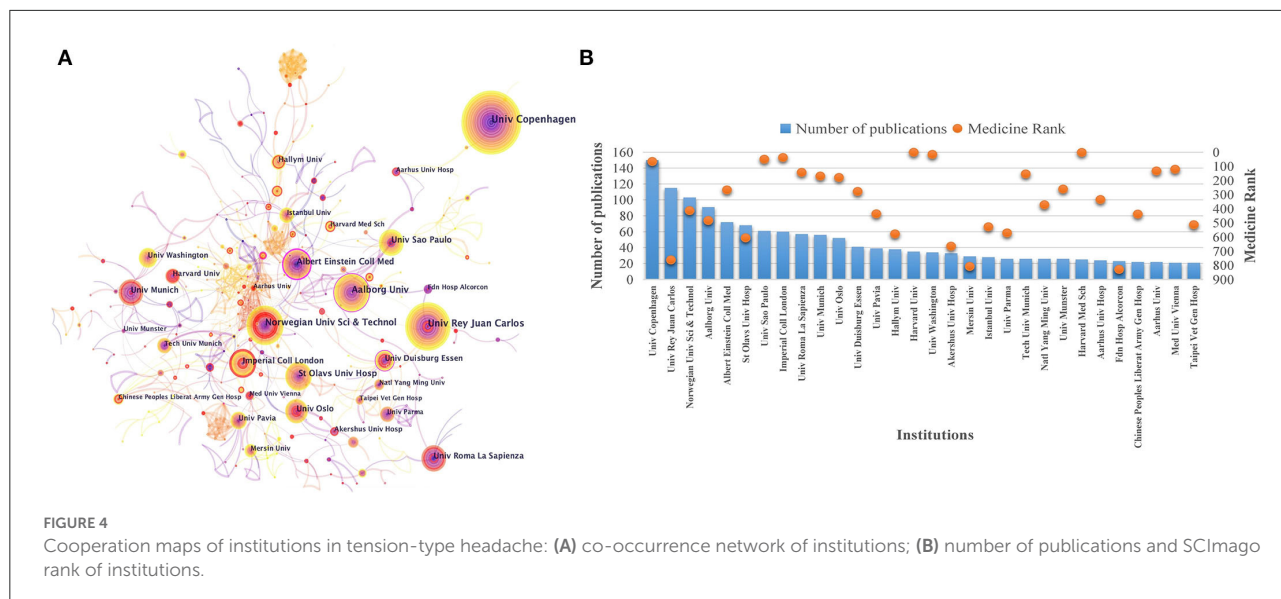 A
Univ Copenhagen
Hallym Univ
Aarhus Univ Hosp
Istanbul Univ
Harvard Med Sch
Univ Sao Paulo
Univ Washington
Albert Einstein Coll Med
Harvard Univ
Aarhus Univ
Aalborg Univ
Fdn Hosp Alcorcon
Univ Munich
Norwegian Univ Sci & Technol
Univ Rey Juan Carlos
Univ Munster
Tech Univ Munich
Imperial Coll London
Univ Duisburg Essen
St Olavs Univ Hosp
Natl Yang Ming Univ
Chinese Peoples Liberat Army Gen Hosp
Med Univ Vienna
Taipei Vet Gen Hosp
Univ Pavia
Univ Oslo
Univ Parma
Akershus Univ Hosp
Mersin Univ
Univ Roma La Sapienza
B
Number of publications
Medicine Rank
Number of publications
160
140
120
100
80
60
40
20
0
0
100
200
300
400
500
600
700
800
900
Medicine Rank
Univ Copenhagen
Univ Rey Juan Carlos
Norwegian Univ Sci & Technol
Aalborg Univ
Albert Einstein Coll Med
St Olavs Univ Hosp
Univ Sao Paulo
Imperial Coll London
Univ Roma La Sapienza
Univ Munich
Univ Oslo
Univ Duisburg Essen
Univ Pavia
Hallym Univ
Harvard Univ
Univ Washington
Akershus Univ Hosp
Mersin Univ
Istanbul Univ
Univ Parma
Tech Univ Munich
Natl Yang Ming Univ
Univ Munster
Harvard Med Sch
Aarhus Univ Hosp
Fdn Hosp Alcorcon
Chinese Peoples Liberat Army Gen Hosp
Aarhus Univ
Med Univ Vienna
Taipei Vet Gen Hosp
Institutions
FIGURE 4
Cooperation maps of institutions in tension-type headache: (A) co-occurrence network of institutions; (B) number of publications and SCImago
rank of institutions.